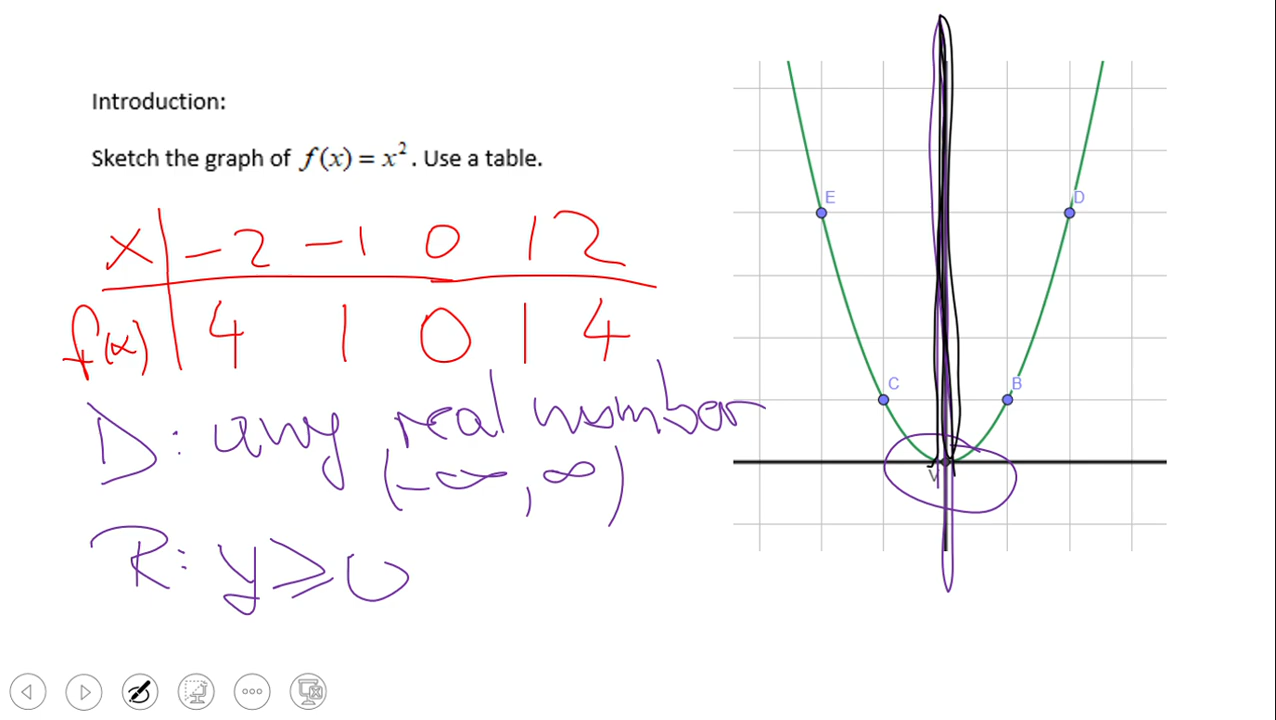 Introduction:
Sketch the graph of f(x) = x². Use a table.
x | -2 -1 0 1 2
f(x) | 4 1 0 1 4
D: any real number
(-∞, ∞)
R: y ≥ 0
E
D
C
B
V